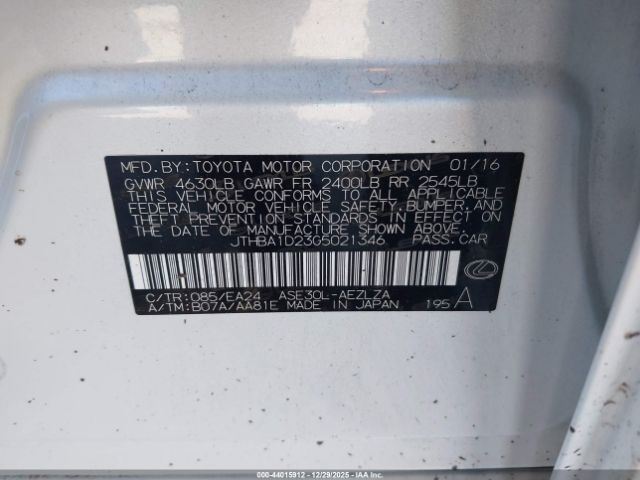 MFD.BY:TOYOTA MOTOR CORPORATION 01/16
GVWR 4630LB GAWR FR 2400LB RR 2545LB
THIS VEHICLE CONFORMS TO ALL APPLICABLE
FEDERAL MOTOR VEHICLE SAFETY,BUMPER,AND
THEFT PREVENTION STANDARDS IN EFFECT ON
THE DATE OF MANUFACTURE SHOWN ABOVE.
JTHBA1D23G5021346 PASS.CAR
C/TR:085/EA24 ASE30L-AEZLZA
A/TM:B07A/AA81E MADE IN JAPAN 195 A
000-44015912 - 12/29/2025 - IAAI.COM